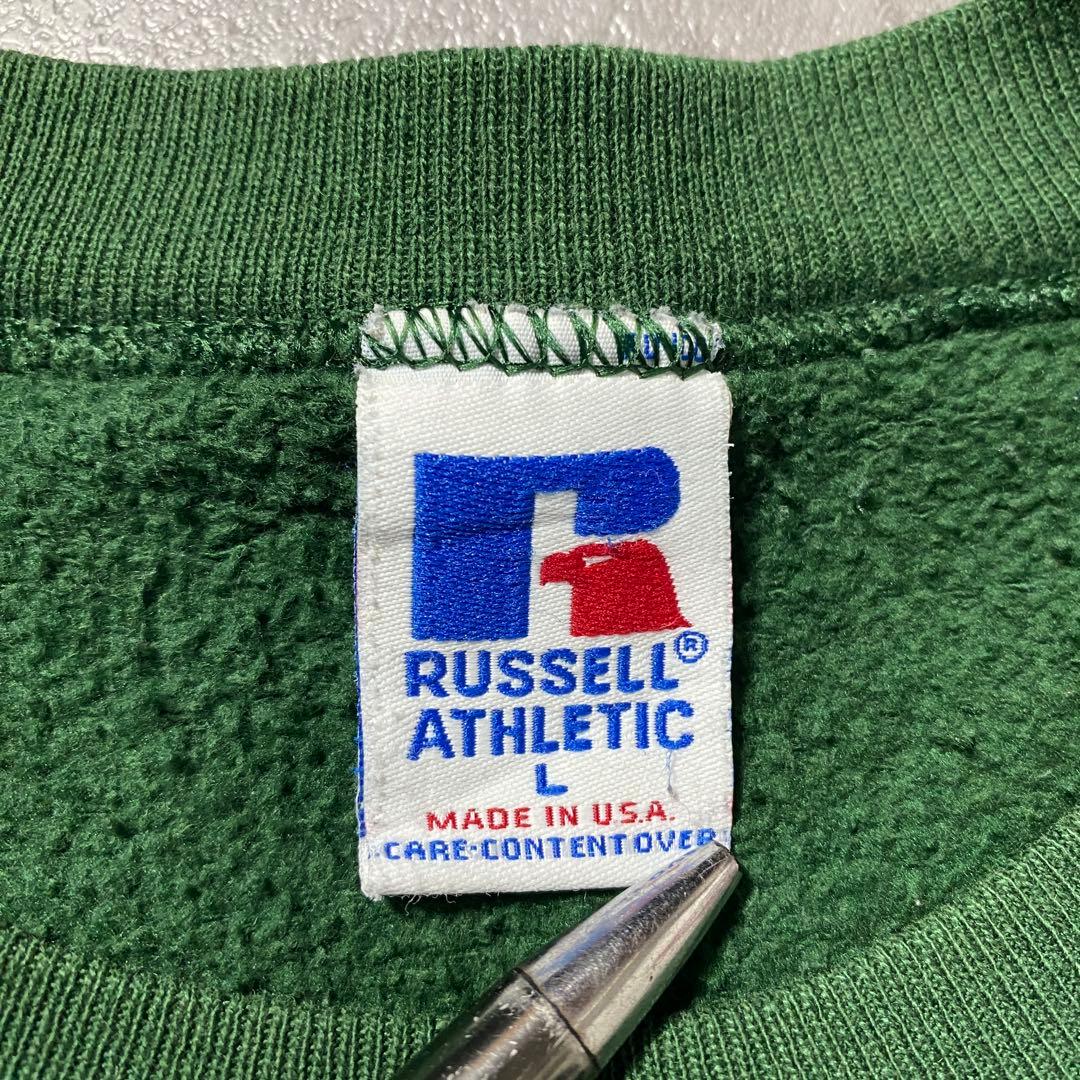 R
RUSSELL®
ATHLETIC
L
MADE IN U.S.A.
CARE-CONTENT OVER